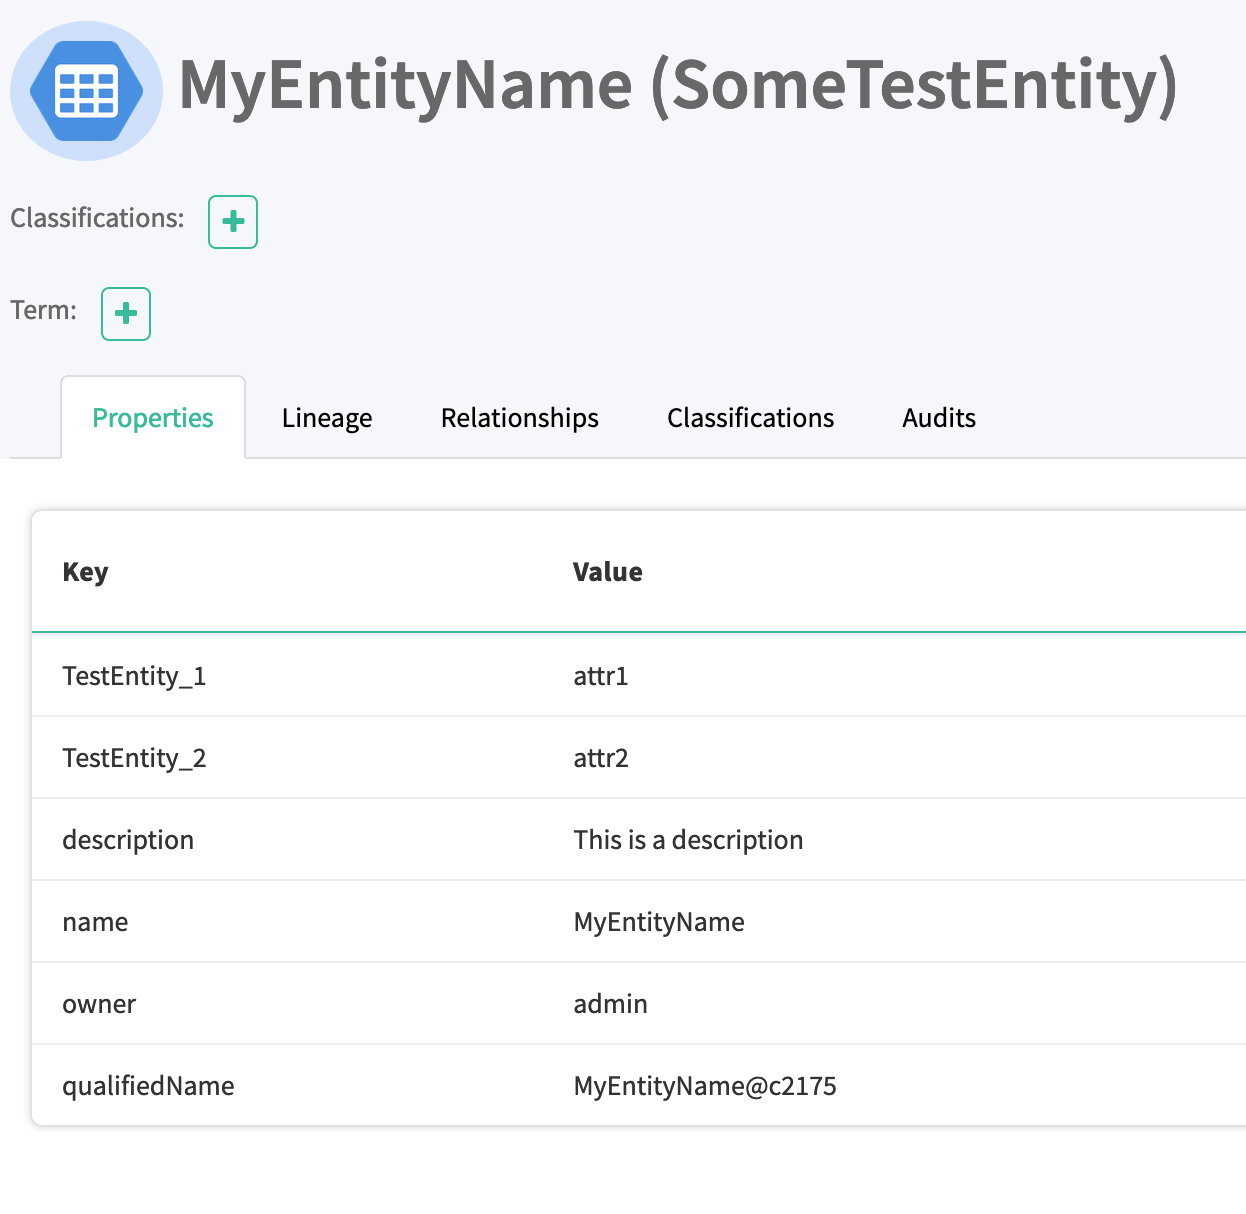 MyEntityName (SomeTestEntity)
Classifications:
Term:
Properties Lineage Relationships Classifications Audits
Key Value
TestEntity_1 attr1
TestEntity_2 attr2
description This is a description
name MyEntityName
owner admin
qualifiedName MyEntityName@c2175